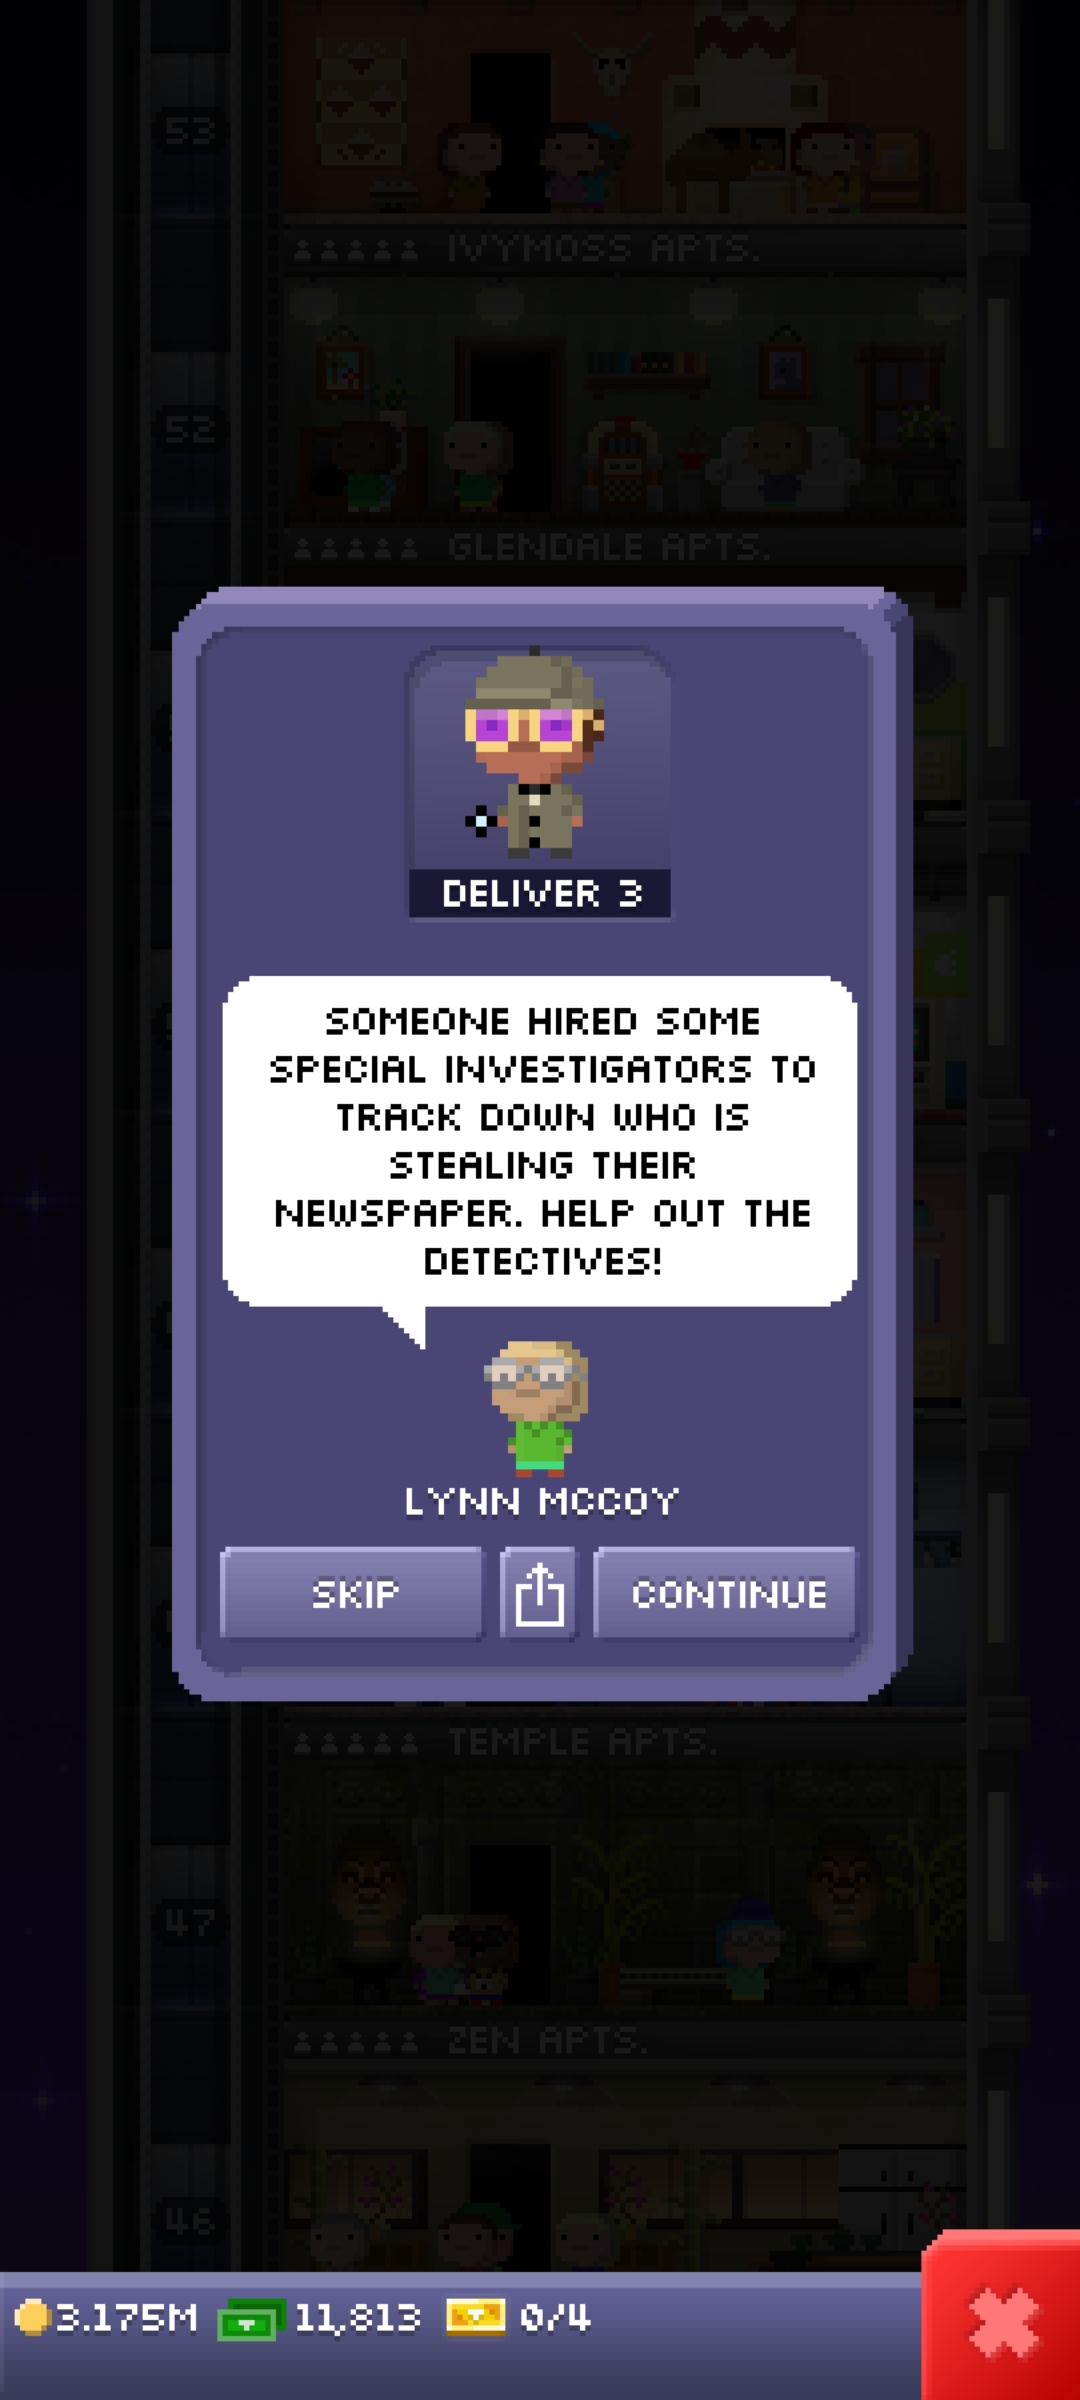 53
IVYMOSS APTS.
52
GLENDALE APTS.
DELIVER 3
SOMEONE HIRED SOME
SPECIAL INVESTIGATORS TO
TRACK DOWN WHO IS
STEALING THEIR
NEWSPAPER. HELP OUT THE
DETECTIVES!
LYNN MCCOY
SKIP
CONTINUE
TEMPLE APTS.
47
ZEN APTS.
46
3.175M
11,813
0/4